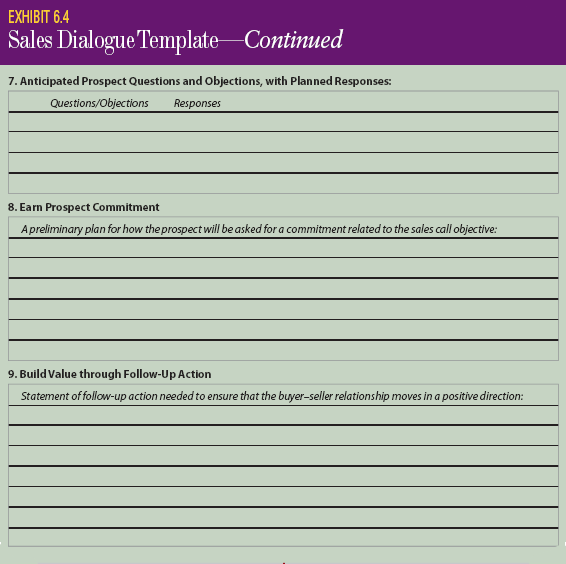 EXHIBIT 6.4
Sales Dialogue Template—Continued
7. Anticipated Prospect Questions and Objections, with Planned Responses:
Questions/Objections Responses
8. Earn Prospect Commitment
A preliminary plan for how the prospect will be asked for a commitment related to the sales call objective:
9. Build Value through Follow-Up Action
Statement of follow-up action needed to ensure that the buyer–seller relationship moves in a positive direction: